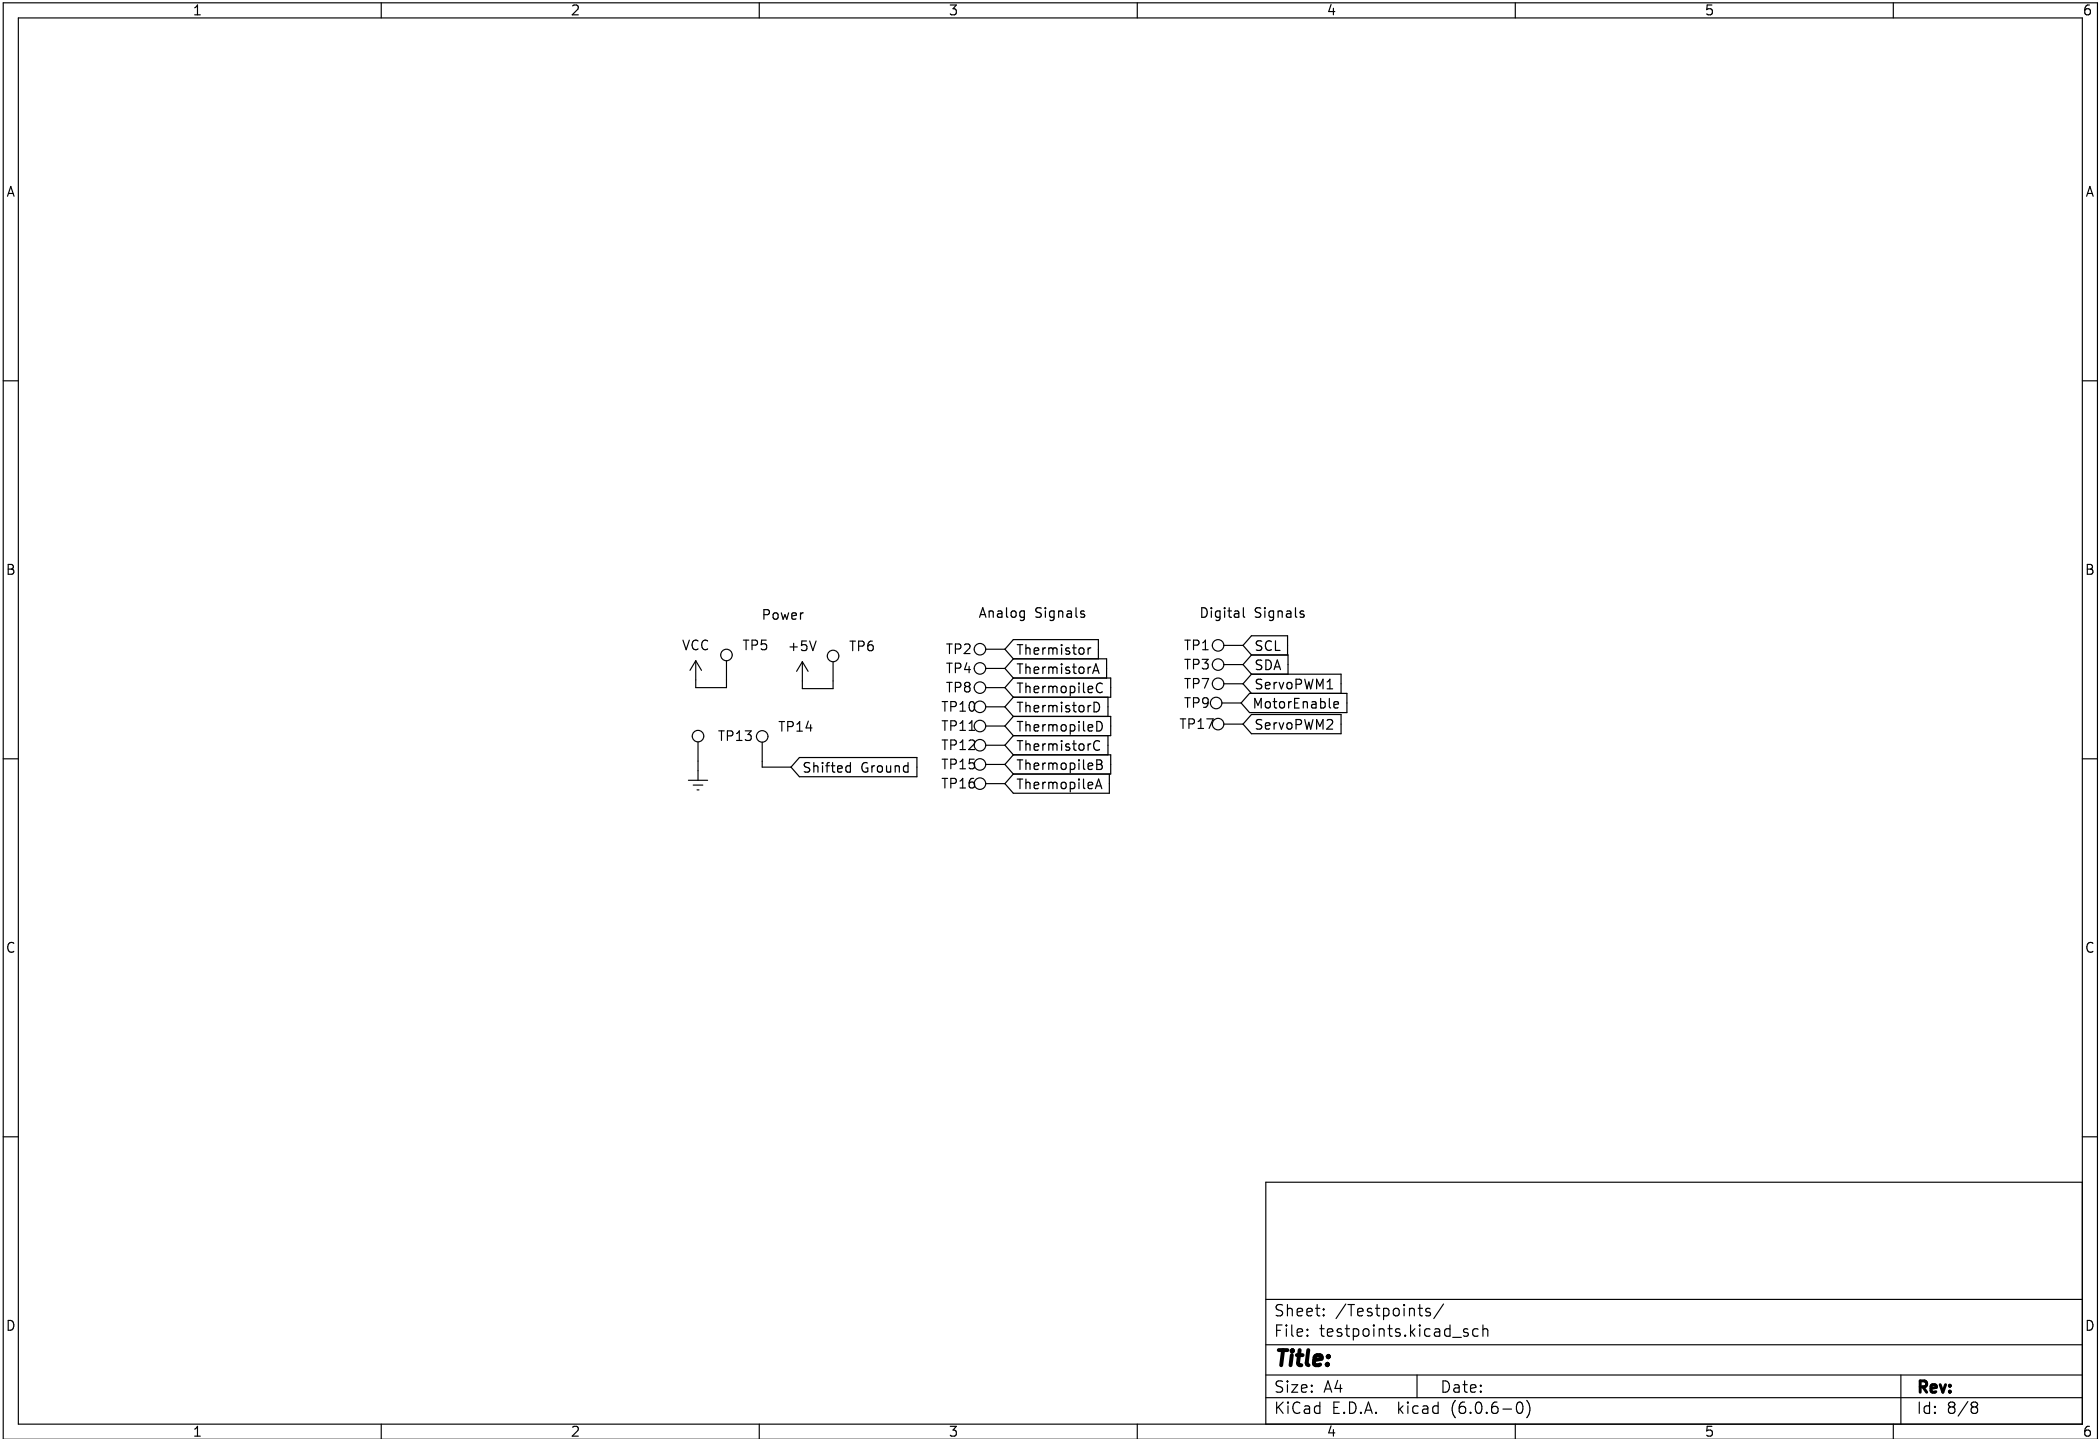 1 2 3 4 5 6
A A
B B
Power Analog Signals Digital Signals
VCC TP5 +5V TP6
TP13 TP14
Shifted Ground
TP2 Thermistor
TP4 ThermistorA
TP8 ThermopileC
TP10 ThermistorD
TP11 ThermopileD
TP12 ThermistorC
TP15 ThermopileB
TP16 ThermopileA
TP1 SCL
TP3 SDA
TP7 ServoPWM1
TP9 MotorEnable
TP17 ServoPWM2
C C
D D
Sheet: /Testpoints/
File: testpoints.kicad_sch
Title:
Size: A4 Date: Rev:
KiCad E.D.A. kicad (6.0.6-0) Id: 8/8
1 2 3 4 5 6